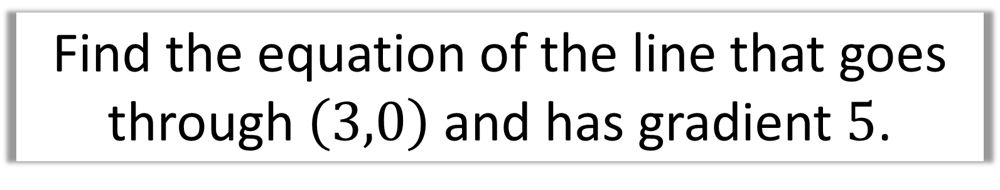 Find the equation of the line that goes
through (3,0) and has gradient 5.